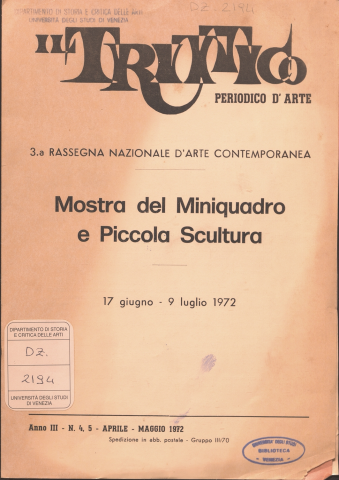 DIPARTIMENTO DI STORIA E CRITICA DELLE ARTI
UNIVERSITÀ DEGLI STUDI DI VENEZIA
DZ. 2194
IL TRITTICO
PERIODICO D'ARTE
3.a RASSEGNA NAZIONALE D'ARTE CONTEMPORANEA
Mostra del Miniquadro
e Piccola Scultura
17 giugno - 9 luglio 1972
DIPARTIMENTO DI STORIA
E CRITICA DELLE ARTI
DZ.
2194
UNIVERSITÀ DEGLI STUDI
DI VENEZIA
Anno III - N. 4, 5 - APRILE - MAGGIO 1972
Spedizione in abb. postale - Gruppo III/70
BIBLIOTECA
VENEZIA